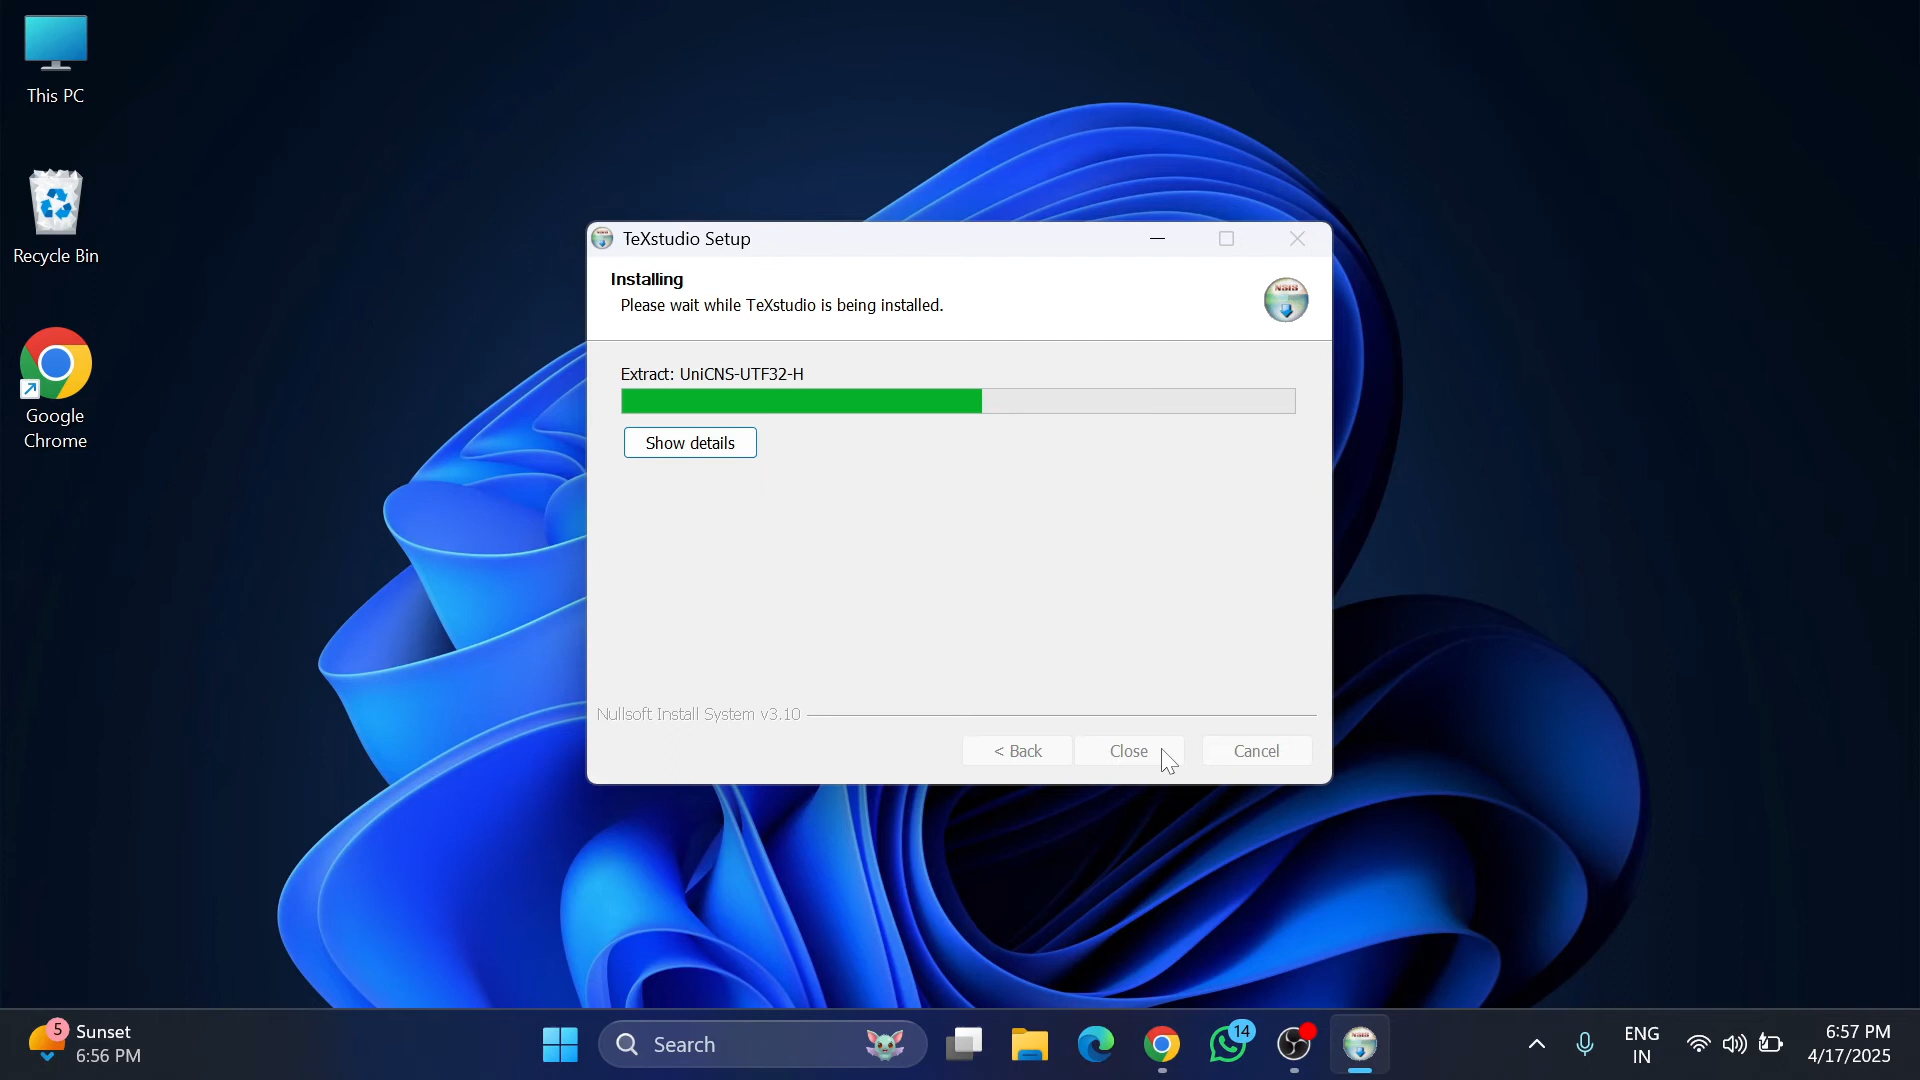 This PC
Recycle Bin
Google
Chrome
TeXstudio Setup
Installing
Please wait while TeXstudio is being installed.
NSIS
Extract: UniCNS-UTF32-H
Show details
Nullsoft Install System v3.10
< Back
Close
Cancel
5
Sunset
6:56 PM
Search
14
ENG
IN
6:57 PM
4/17/2025